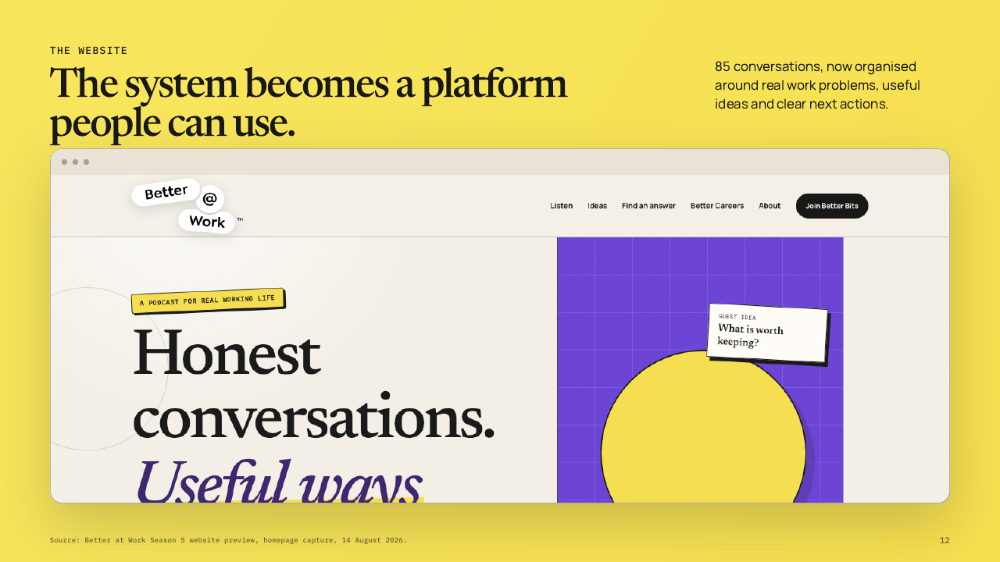 THE WEBSITE
The system becomes a platform
people can use.
85 conversations, now organised
around real work problems, useful
ideas and clear next actions.
Better
@
Work ™
Listen Ideas Find an answer Better Careers About Join Better Bits
A PODCAST FOR REAL WORKING LIFE
Honest
conversations.
Useful ways
GUEST IDEA
What is worth
keeping?
Source: Better at Work Season 5 website preview, homepage capture, 14 August 2026.
12